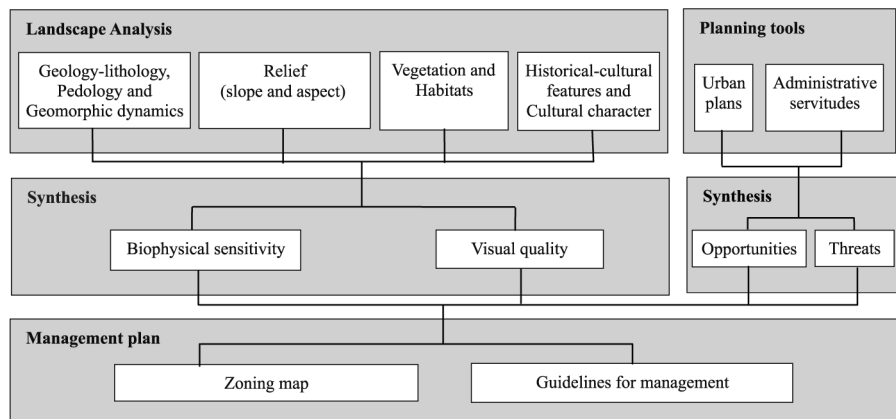 Landscape Analysis
Geology-lithology,
Pedology and
Geomorphic dynamics
Relief
(slope and aspect)
Vegetation and
Habitats
Historical-cultural
features and
Cultural character
Planning tools
Urban
plans
Administrative
servitudes
Synthesis
Biophysical sensitivity
Visual quality
Synthesis
Opportunities
Threats
Management plan
Zoning map
Guidelines for management